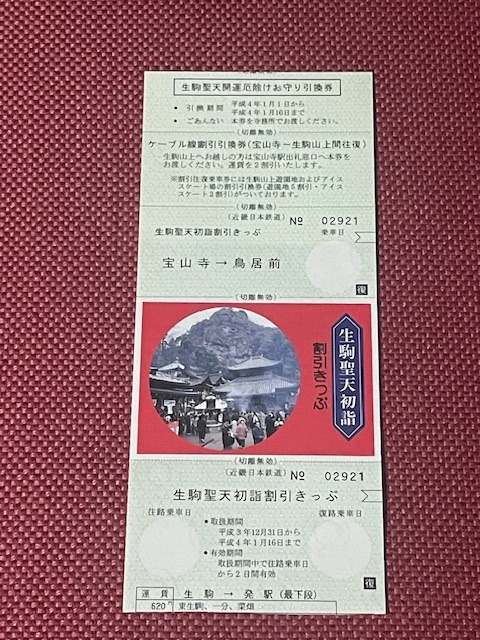 生駒聖天開運厄除けお守り引換券
・引換期間 平成4年1月1日から
平成4年1月16日まで
・ごあんない 本券を寺務所でお渡しください。
(切離無効)
ケーブル線割引引換券(宝山寺−生駒山上間往復)
生駒山上へお越しの方は宝山寺駅出札窓口へ本券を
お渡しください。運賃を2割引いたします。
※割引往復乗車券には生駒山上遊園地およびアイス
スケート場の割引引換券(遊園地5割引・アイス
スケート2割引)がついております。
(切離無効)
(近畿日本鉄道) № 02921
生駒聖天初詣割引きっぷ 乗車日
宝山寺→鳥居前
復
(切離無効)
生駒聖天初詣
割引きっぷ
(切離無効)
(近畿日本鉄道) № 02921
生駒聖天初詣割引きっぷ
往路乗車日 復路乗車日
・取扱期間
平成3年12月31日から
平成4年1月16日まで
・有効期間
取扱期間中で往路乗車日
から2日間有効
復
運賃 生駒→発駅(最下段)
620円 東生駒、一分、菜畑